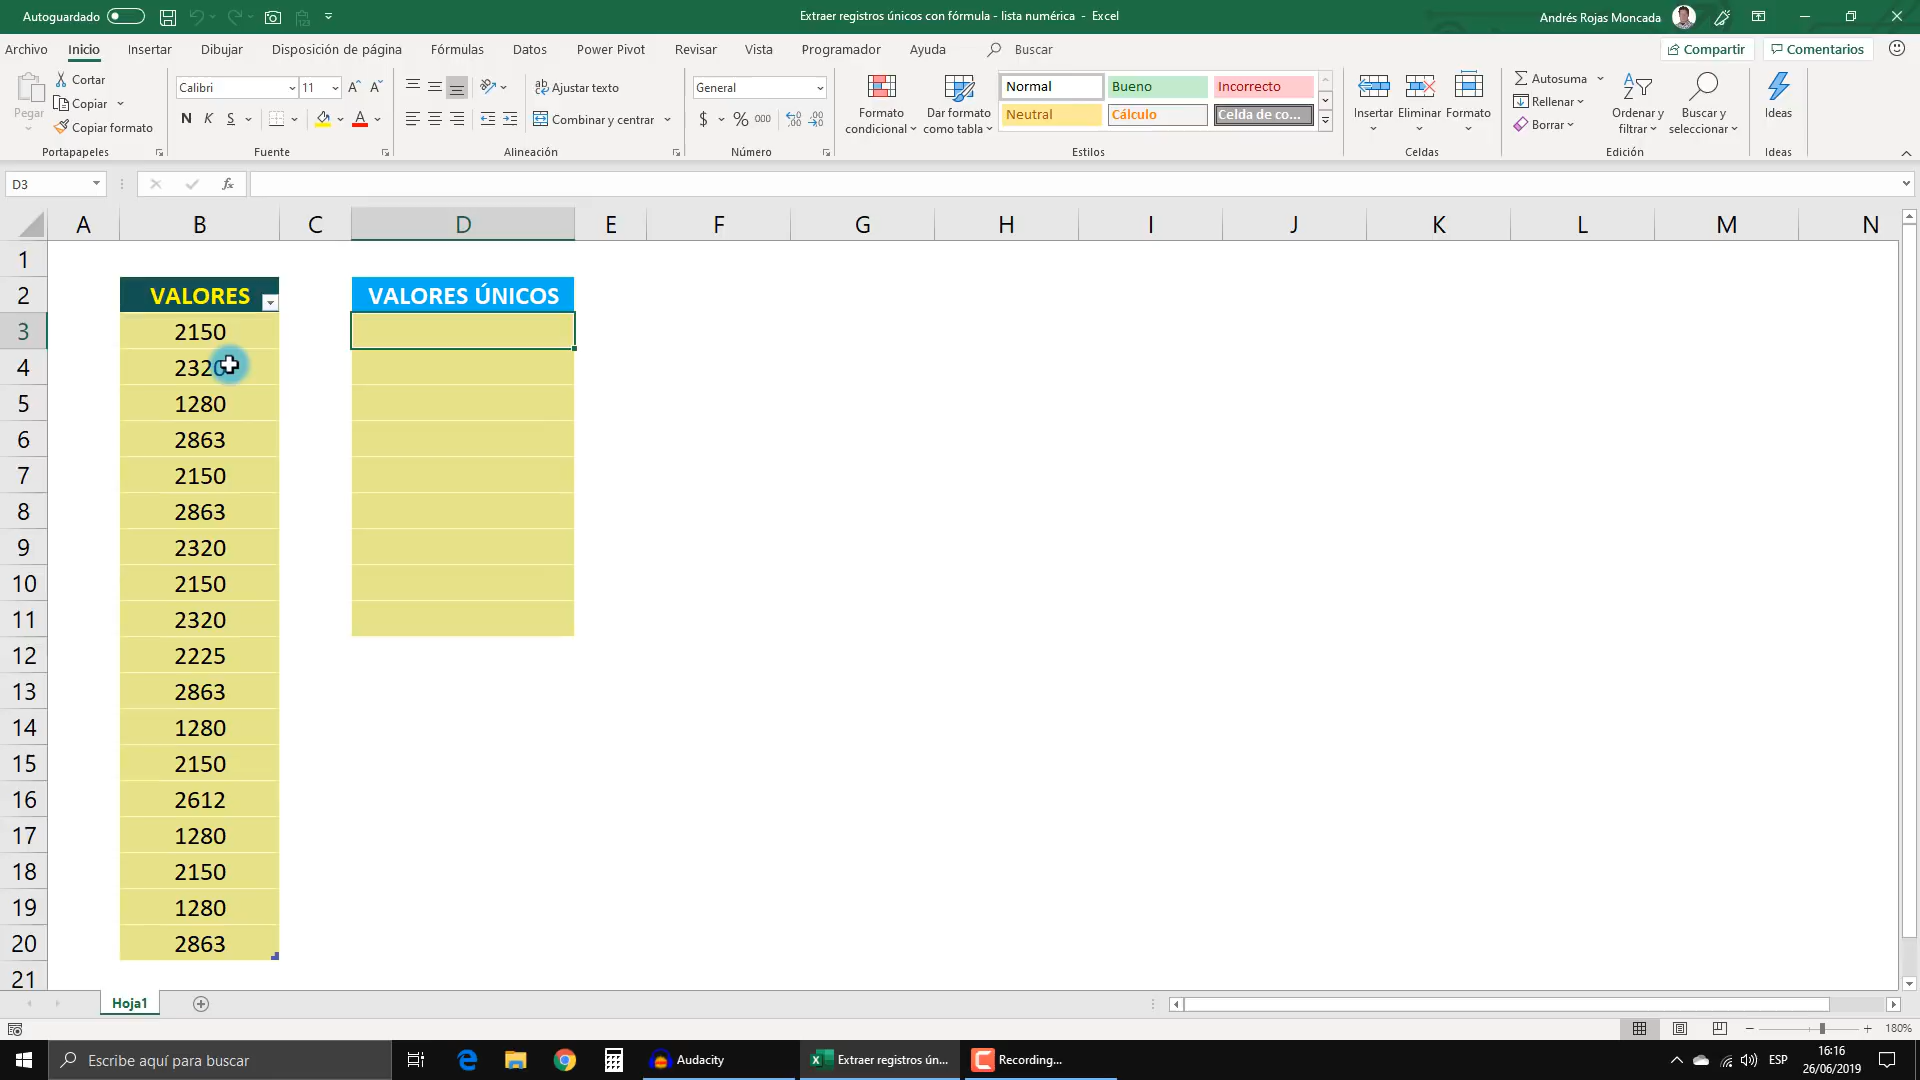 Autoguardado
Extraer registros únicos con fórmula - lista numérica - Excel
Andrés Rojas Moncada
Archivo Inicio Insertar Dibujar Disposición de página Fórmulas Datos Power Pivot Revisar Vista Programador Ayuda Buscar Compartir Comentarios
Pegar
Cortar
Copiar
Copiar formato
Portapapeles
Calibri 11
N K S
Fuente
Ajustar texto
Combinar y centrar
Alineación
General
$ % 000
Número
Formato condicional
Dar formato como tabla
Normal Bueno Incorrecto
Neutral Cálculo Celda de co...
Estilos
Insertar Eliminar Formato
Celdas
Autosuma
Rellenar
Borrar
Ordenar y filtrar
Buscar y seleccionar
Edición
Ideas
Ideas
D3
fx
A B C D E F G H I J K L M N
1
2 VALORES VALORES ÚNICOS
3 2150
4 2320
5 1280
6 2863
7 2150
8 2863
9 2320
10 2150
11 2320
12 2225
13 2863
14 1280
15 2150
16 2612
17 1280
18 2150
19 1280
20 2863
21
Hoja1
180%
Escribe aquí para buscar
Audacity
Extraer registros ún...
Recording...
ESP
16:16
26/06/2019